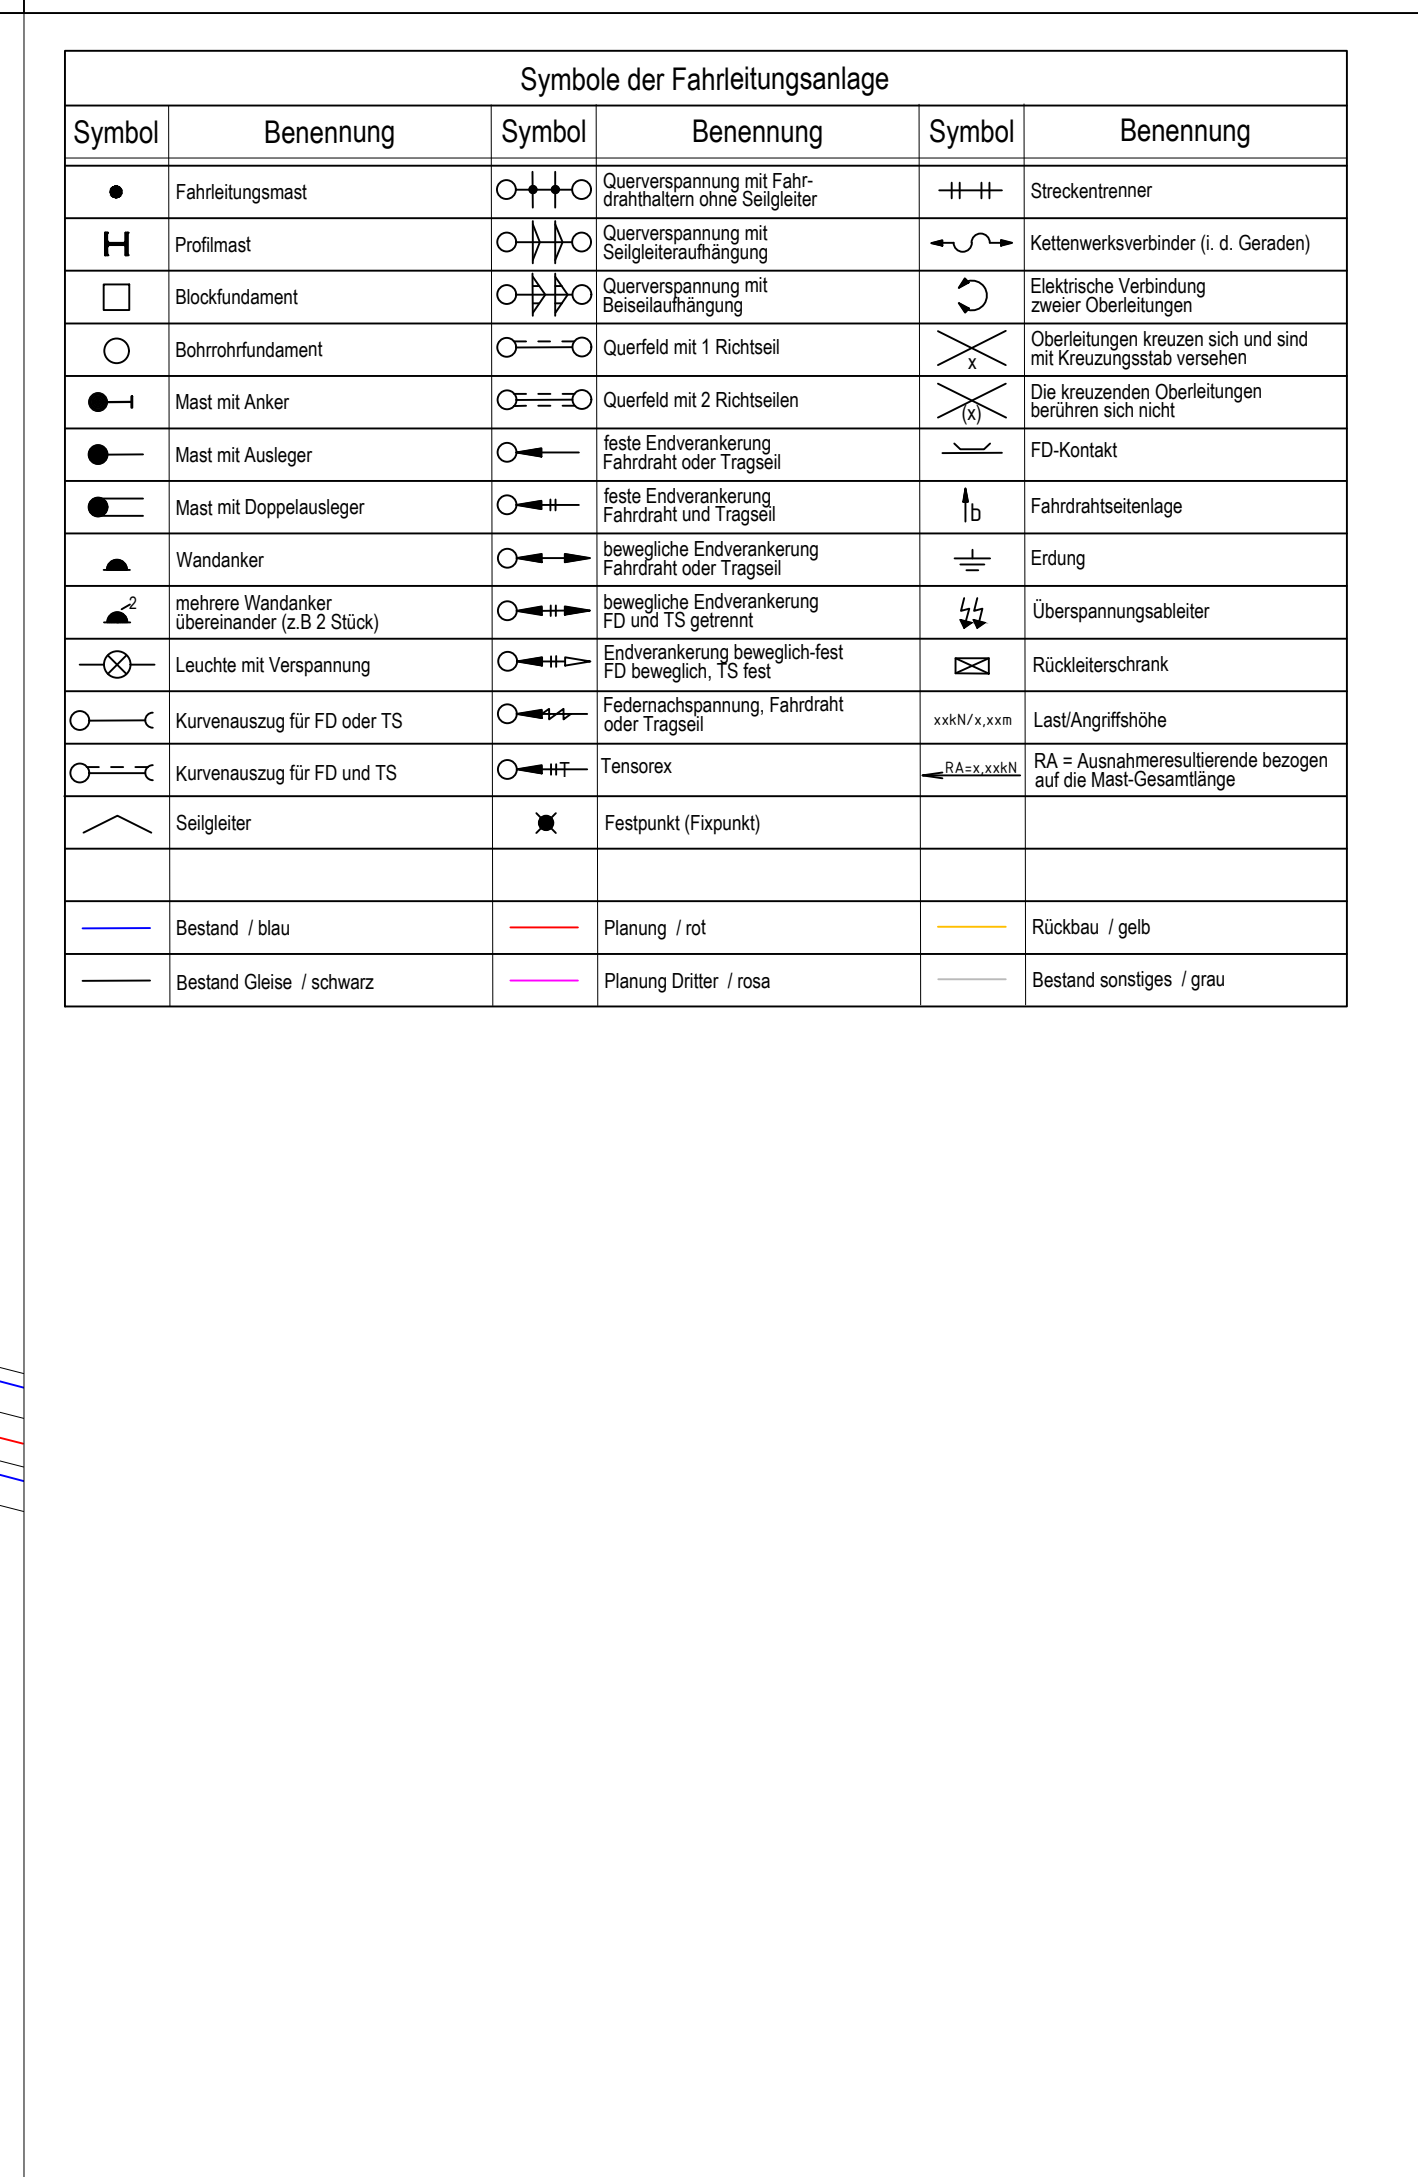 Symbole der Fahrleitungsanlage
Symbol Benennung Symbol Benennung Symbol Benennung
Fahrleitungsmast
Querverspannung mit Fahr-
drahthaltern ohne Seilgleiter
Streckentrenner
Profilmast
Querverspannung mit
Seilgleiteraufhängung
Kettenwerksverbinder (i. d. Geraden)
Blockfundament
Querverspannung mit
Beiseilaufhängung
Elektrische Verbindung
zweier Oberleitungen
Bohrrohrfundament
Querfeld mit 1 Richtseil
x
Oberleitungen kreuzen sich und sind
mit Kreuzungsstab versehen
Mast mit Anker
Querfeld mit 2 Richtseilen
(x)
Die kreuzenden Oberleitungen
berühren sich nicht
Mast mit Ausleger
feste Endverankerung
Fahrdraht oder Tragseil
FD-Kontakt
Mast mit Doppelausleger
feste Endverankerung
Fahrdraht und Tragseil
b
Fahrdrahtseitenlage
Wandanker
bewegliche Endverankerung
Fahrdraht oder Tragseil
Erdung
2
mehrere Wandanker
übereinander (z.B 2 Stück)
bewegliche Endverankerung
FD und TS getrennt
Überspannungsableiter
Leuchte mit Verspannung
Endverankerung beweglich-fest
FD beweglich, TS fest
Rückleiterschrank
Kurvenauszug für FD oder TS
Federnachspannung, Fahrdraht
oder Tragseil
xxkN/x,xxm
Last/Angriffshöhe
Kurvenauszug für FD und TS
Tensorex
RA=x,xxkN
RA = Ausnahmeresultierende bezogen
auf die Mast-Gesamtlänge
Seilgleiter
Festpunkt (Fixpunkt)
Bestand / blau
Planung / rot
Rückbau / gelb
Bestand Gleise / schwarz
Planung Dritter / rosa
Bestand sonstiges / grau